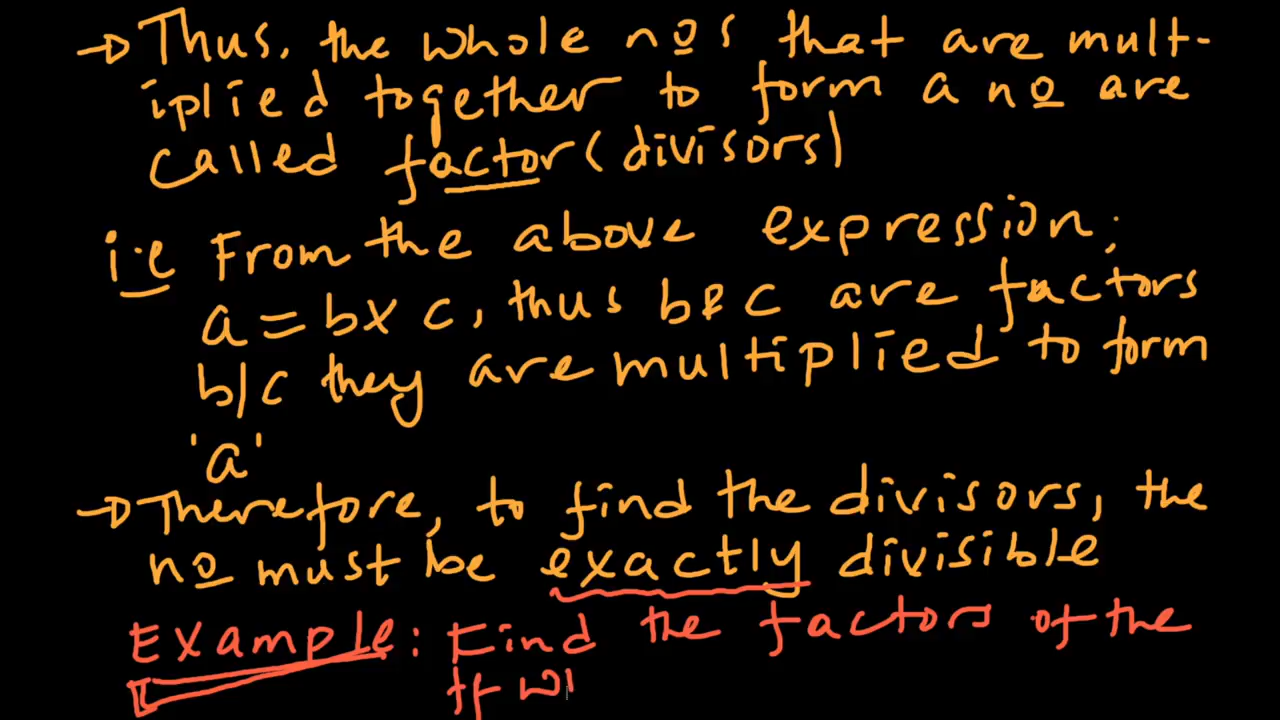 → Thus, the whole nos that are mult-
iplied together to form a no are
called factor (divisors)
i.e From the above expression;
a = b x c, thus b & c are factors
b/c they are multiplied to form
'a'
→ Therefore, to find the divisors, the
no must be exactly divisible
Example: Find the factors of the